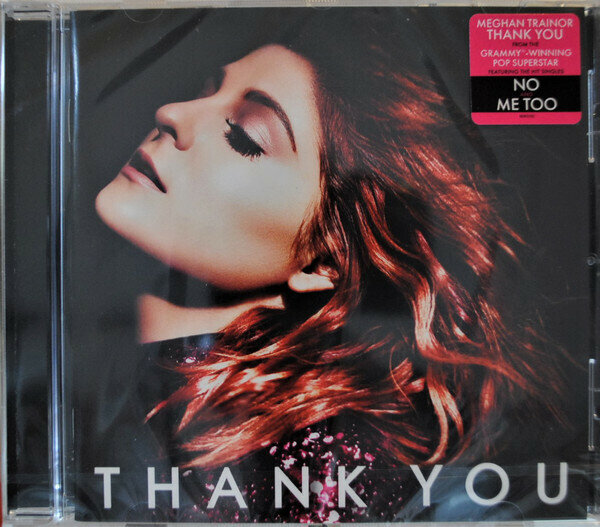 MEGHAN TRAINOR
THANK YOU
FROM THE
GRAMMY®-WINNING
POP SUPERSTAR
FEATURING THE HIT SINGLES
NO
AND
ME TOO
THANK YOU